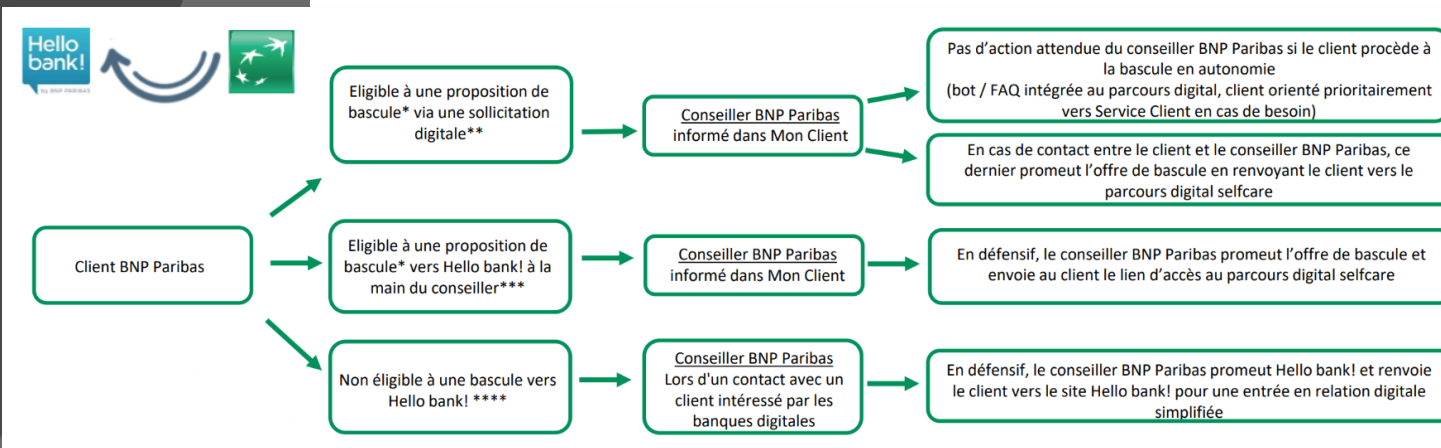 Hello
bank!
by BNP PARIBAS
Client BNP Paribas
Eligible à une proposition de
bascule* via une sollicitation
digitale**
Conseiller BNP Paribas
informé dans Mon Client
Pas d'action attendue du conseiller BNP Paribas si le client procède à
la bascule en autonomie
(bot / FAQ intégrée au parcours digital, client orienté prioritairement
vers Service Client en cas de besoin)
En cas de contact entre le client et le conseiller BNP Paribas, ce
dernier promeut l'offre de bascule en renvoyant le client vers le
parcours digital selfcare
Eligible à une proposition de
bascule* vers Hello bank! à la
main du conseiller***
Conseiller BNP Paribas
informé dans Mon Client
En défensif, le conseiller BNP Paribas promeut l'offre de bascule et
envoie au client le lien d'accès au parcours digital selfcare
Non éligible à une bascule vers
Hello bank! ****
Conseiller BNP Paribas
Lors d'un contact avec un
client intéressé par les
banques digitales
En défensif, le conseiller BNP Paribas promeut Hello bank! et renvoie
le client vers le site Hello bank! pour une entrée en relation digitale
simplifiée